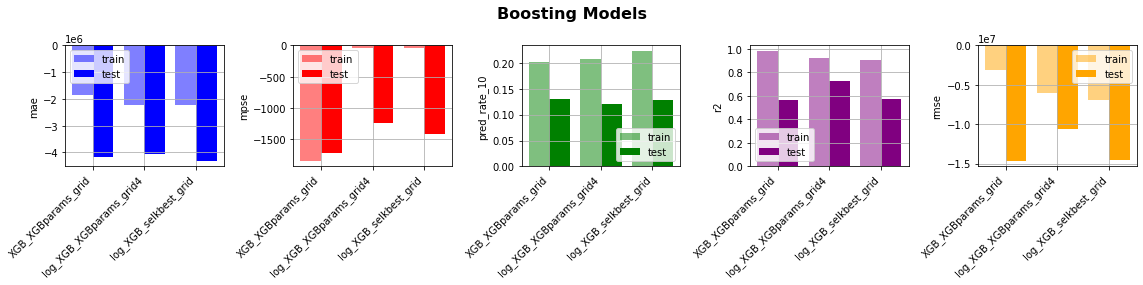 Boosting Models
1e6
0
−1
−2
−3
−4
mae
train
test
XGB_XGBparams_grid
log_XGB_XGBparams_grid4
log_XGB_selkbest_grid
0
−500
−1000
−1500
mpse
train
test
XGB_XGBparams_grid
log_XGB_XGBparams_grid4
log_XGB_selkbest_grid
0.20
0.15
0.10
0.05
0.00
pred_rate_10
train
test
XGB_XGBparams_grid
log_XGB_XGBparams_grid4
log_XGB_selkbest_grid
1.0
0.8
0.6
0.4
0.2
0.0
r2
train
test
XGB_XGBparams_grid
log_XGB_XGBparams_grid4
log_XGB_selkbest_grid
1e7
0.0
−0.5
−1.0
−1.5
rmse
train
test
XGB_XGBparams_grid
log_XGB_XGBparams_grid4
log_XGB_selkbest_grid